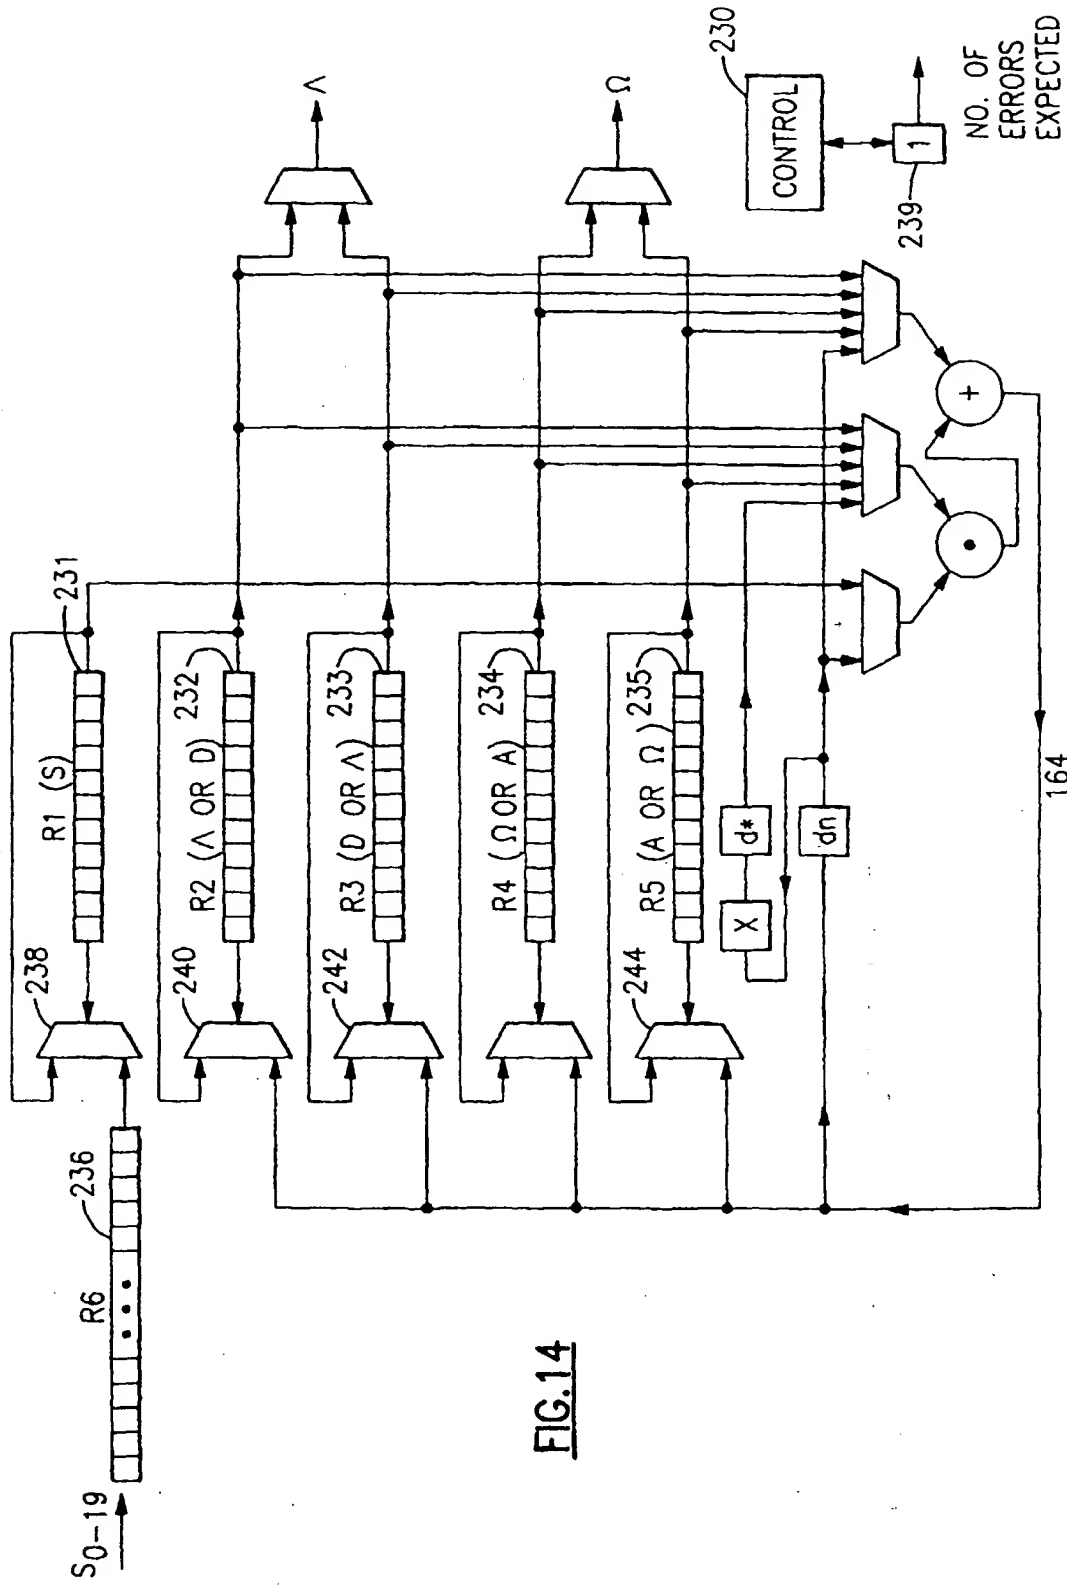 S0-19
R6
236
238
R1 (S)
231
240
R2 (Λ OR D)
232
242
R3 (D OR Λ)
233
R4 (Ω OR A)
234
244
R5 (A OR Ω)
235
X
d*
dn
Λ
Ω
CONTROL
230
1
239
NO. OF
ERRORS
EXPECTED
•
+
164
FIG.14